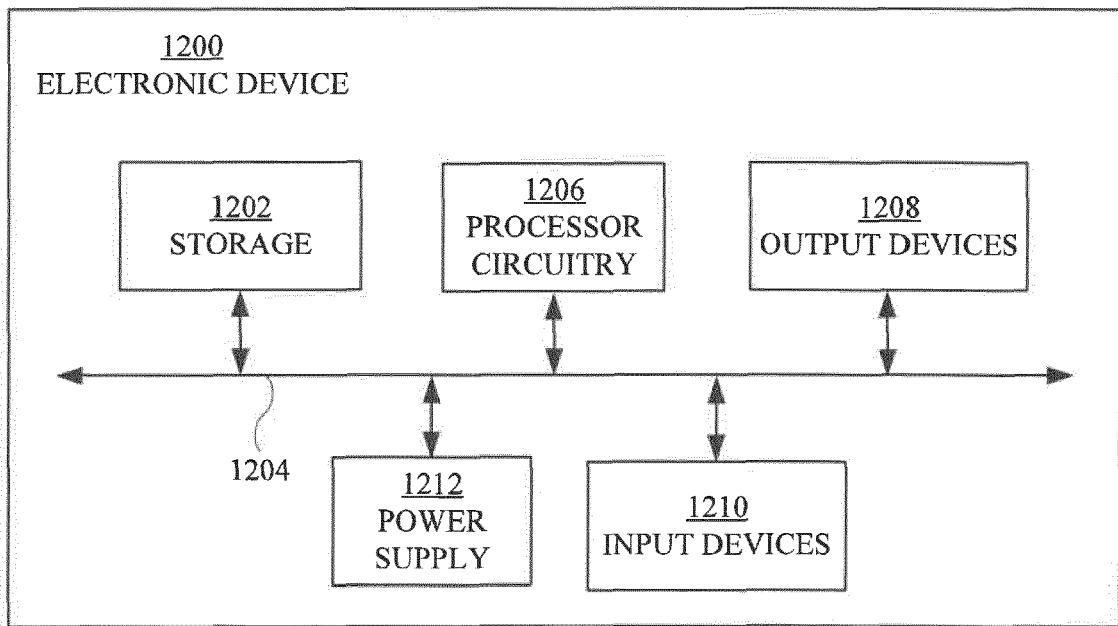 1200
ELECTRONIC DEVICE
1202
STORAGE
1206
PROCESSOR
CIRCUITRY
1208
OUTPUT DEVICES
1204
1212
POWER
SUPPLY
1210
INPUT DEVICES